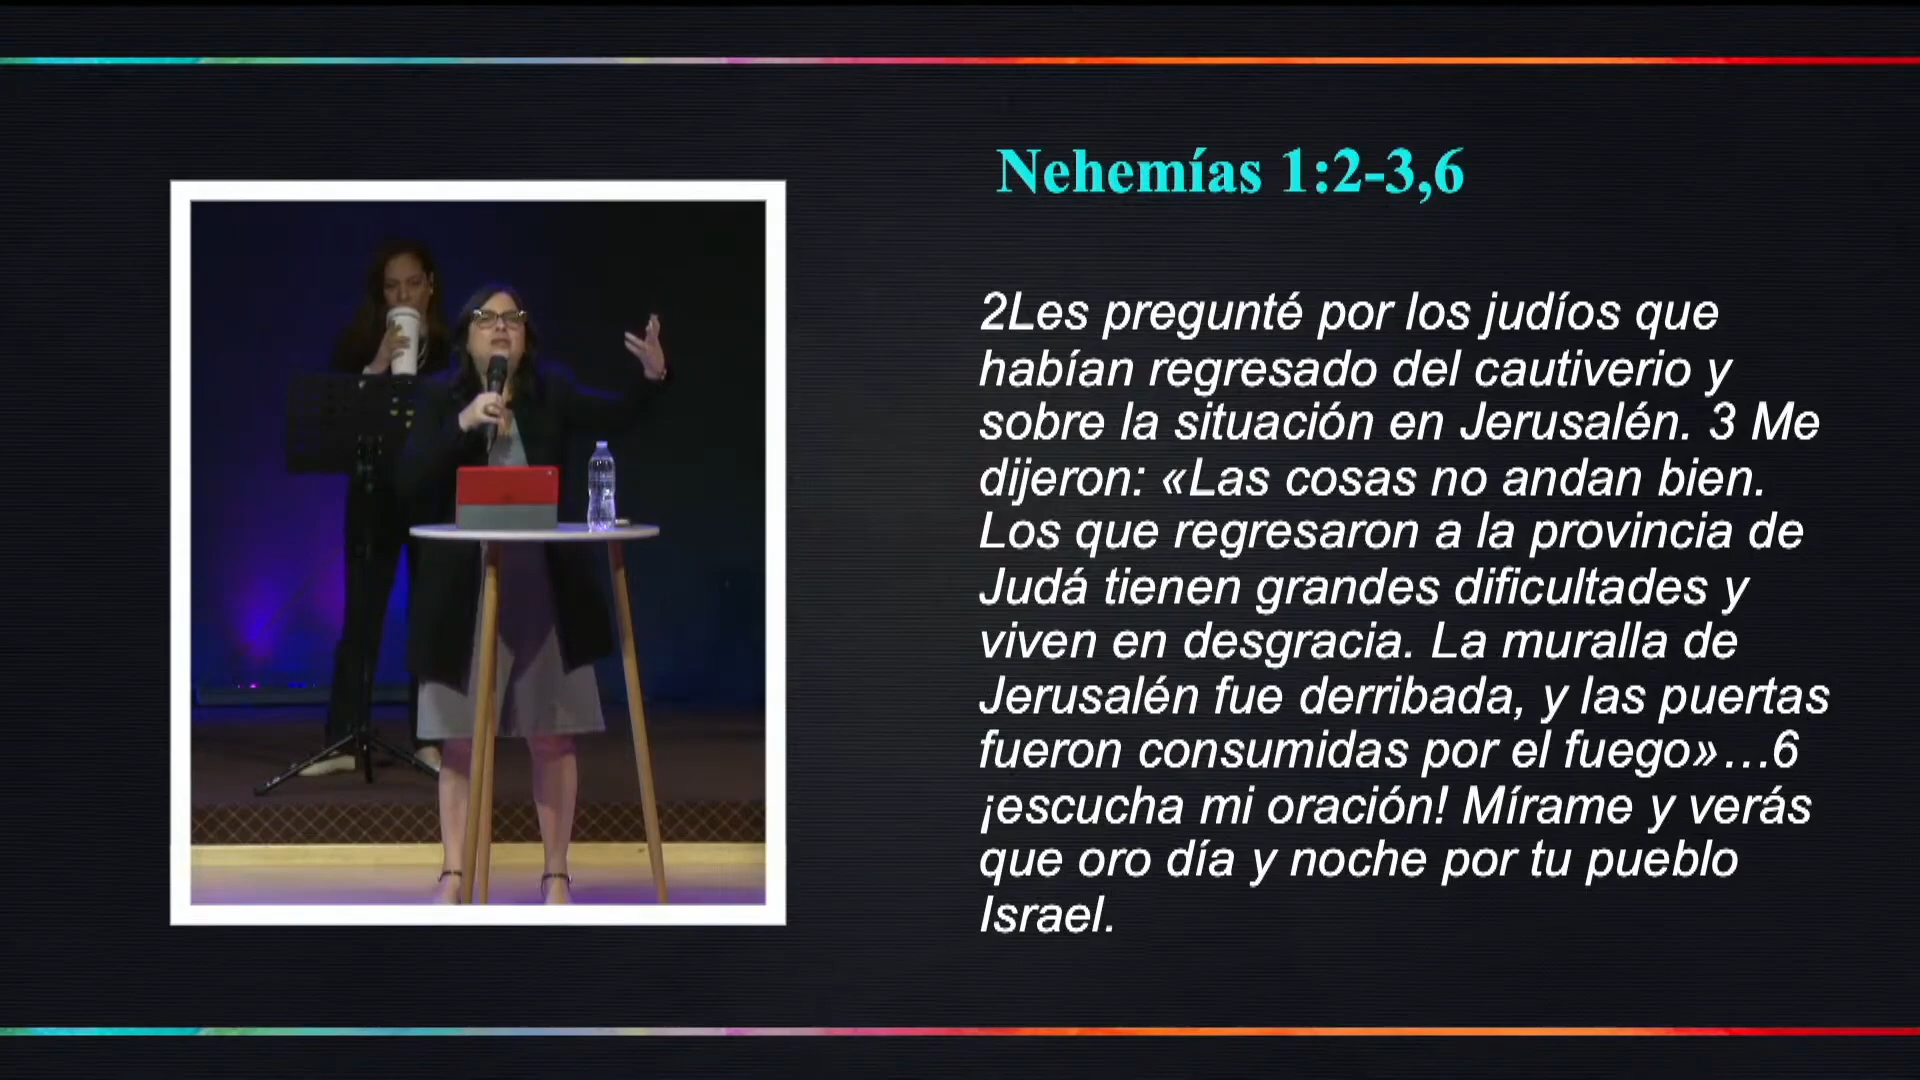 Nehemías 1:2-3,6
2Les pregunté por los judíos que
habían regresado del cautiverio y
sobre la situación en Jerusalén. 3 Me
dijeron: «Las cosas no andan bien.
Los que regresaron a la provincia de
Judá tienen grandes dificultades y
viven en desgracia. La muralla de
Jerusalén fue derribada, y las puertas
fueron consumidas por el fuego»…6
¡escucha mi oración! Mírame y verás
que oro día y noche por tu pueblo
Israel.